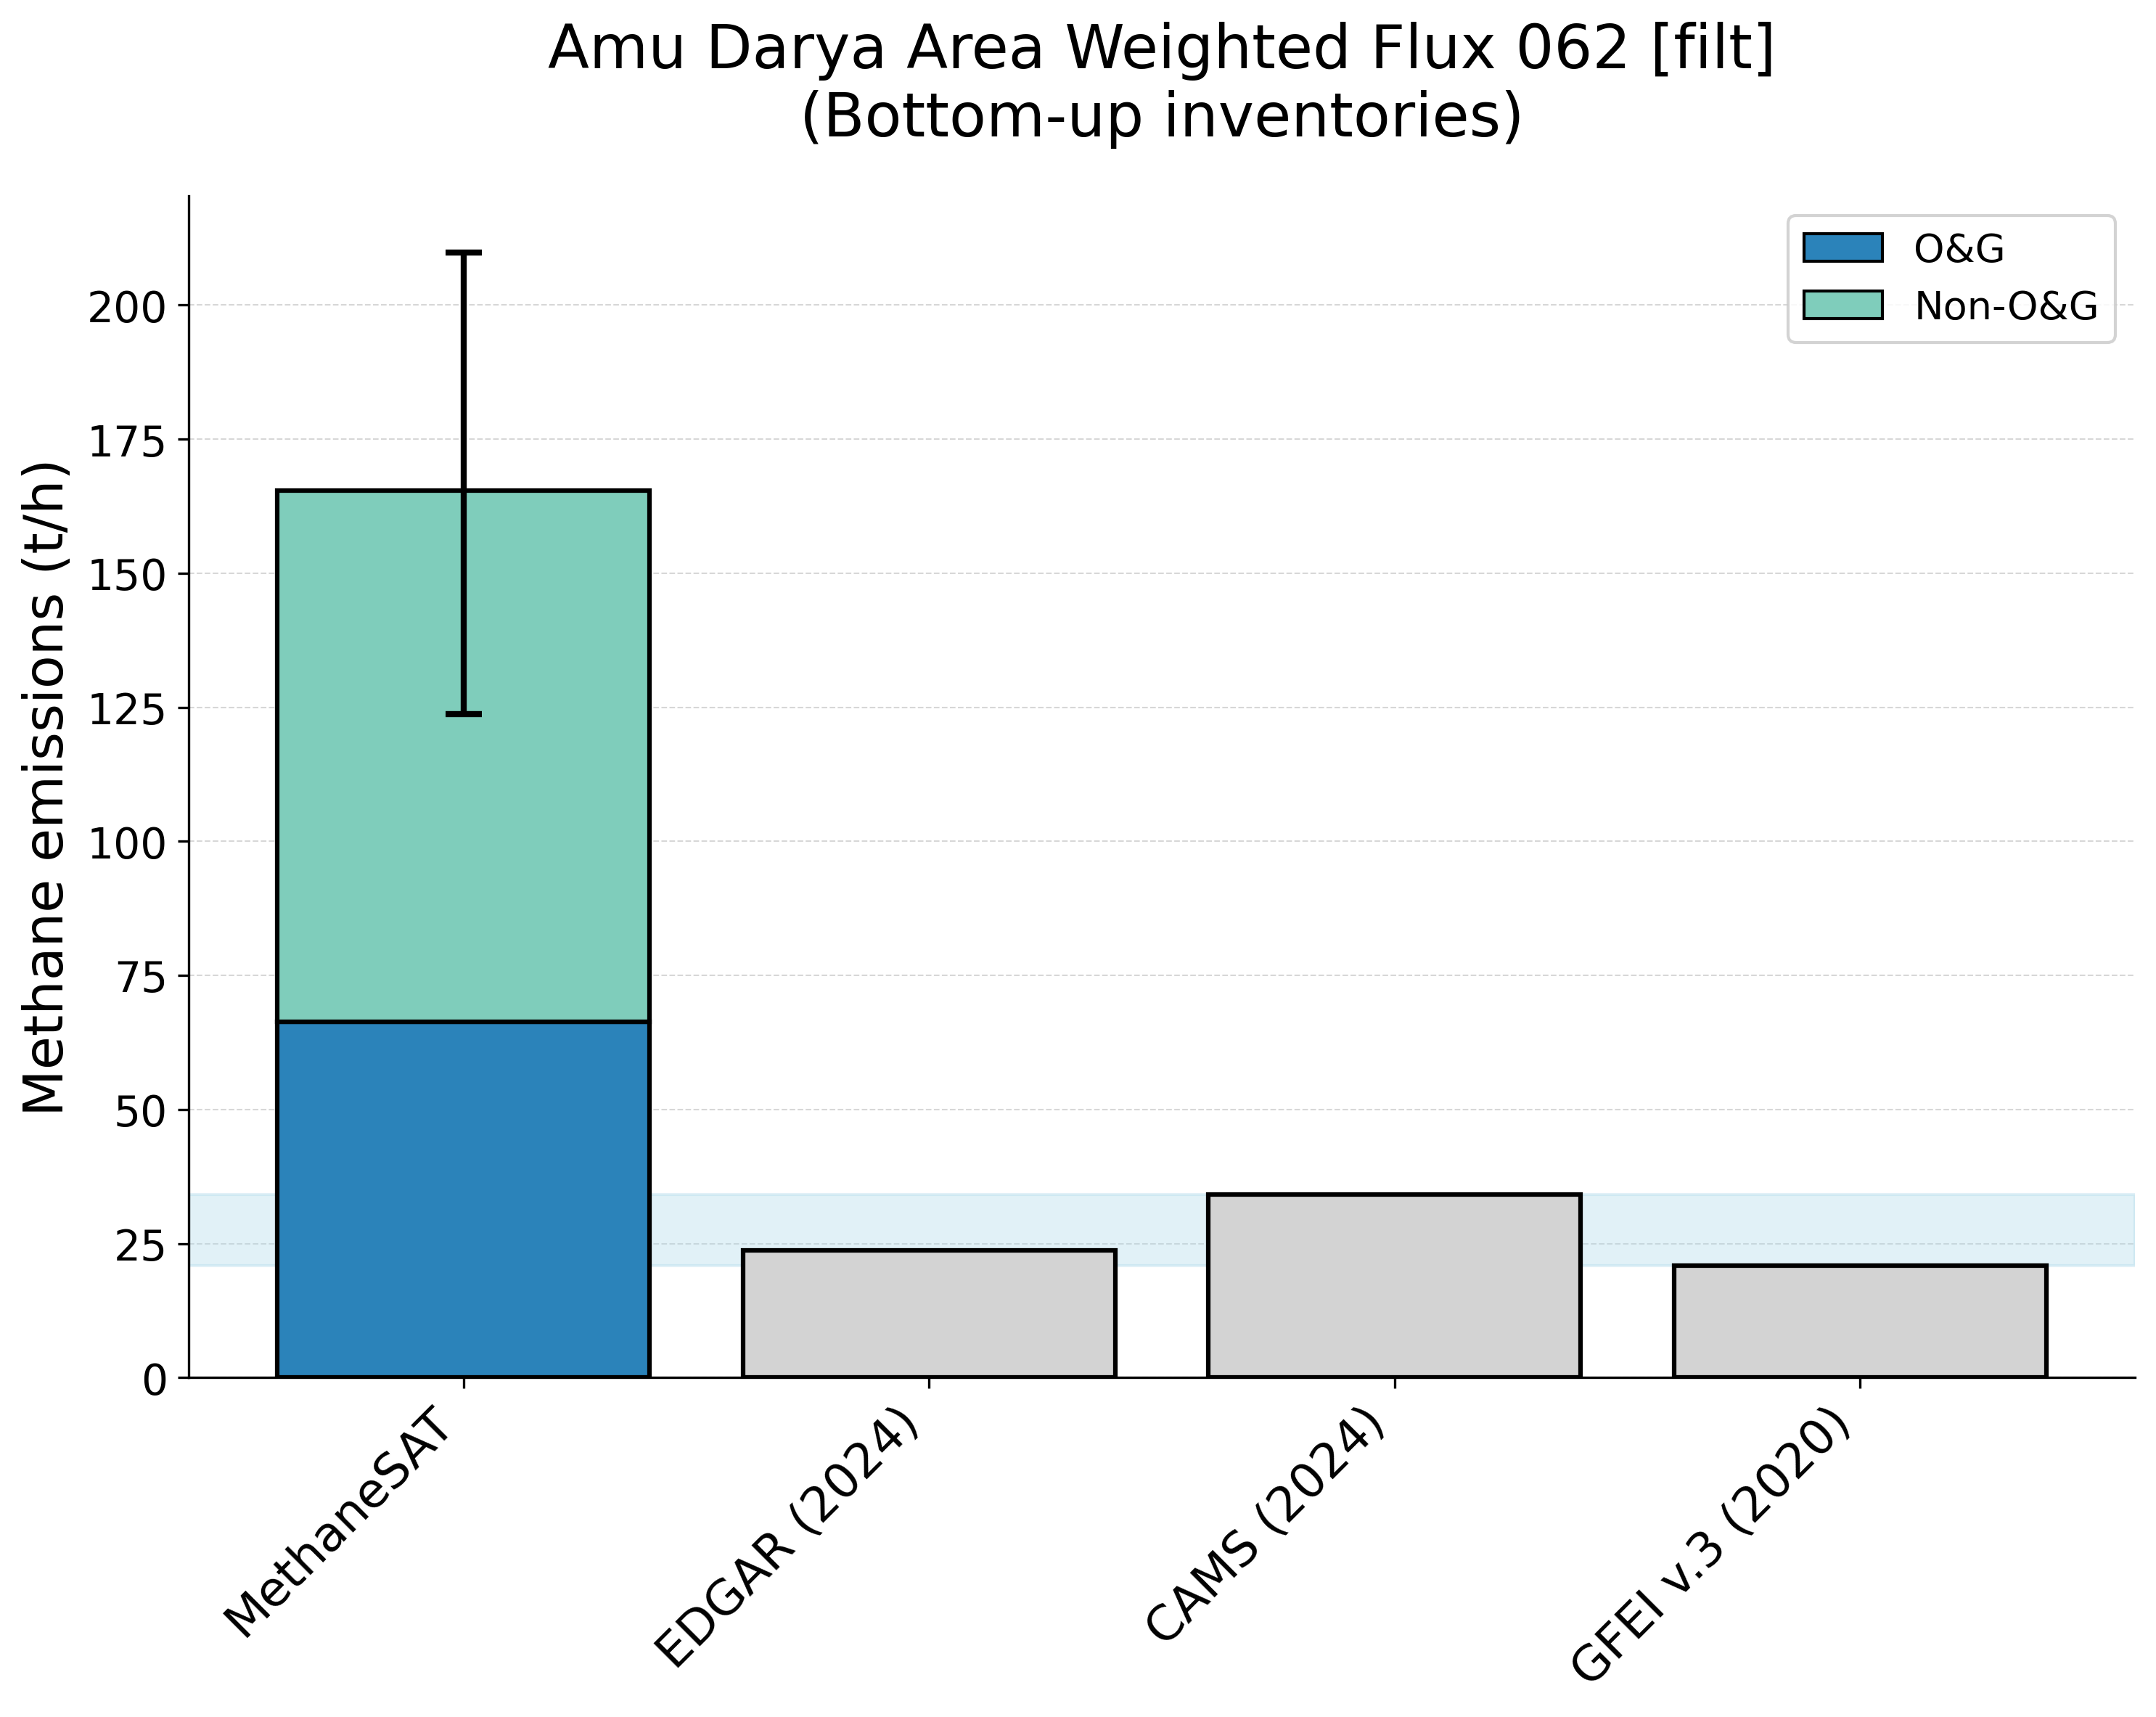 Amu Darya Area Weighted Flux 062 [filt]
(Bottom-up inventories)
O&G
Non-O&G
Methane emissions (t/h)
200
175
150
125
100
75
50
25
0
MethaneSAT
EDGAR (2024)
CAMS (2024)
GFEI v.3 (2020)